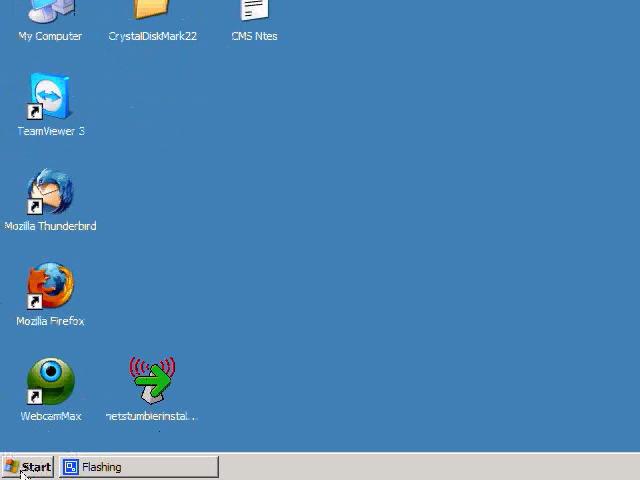 My Computer
CrystalDiskMark22
CMS Ntes
TeamViewer 3
Mozilla Thunderbird
Mozilla Firefox
WebcamMax
netstumblerinstal...
Start
Flashing